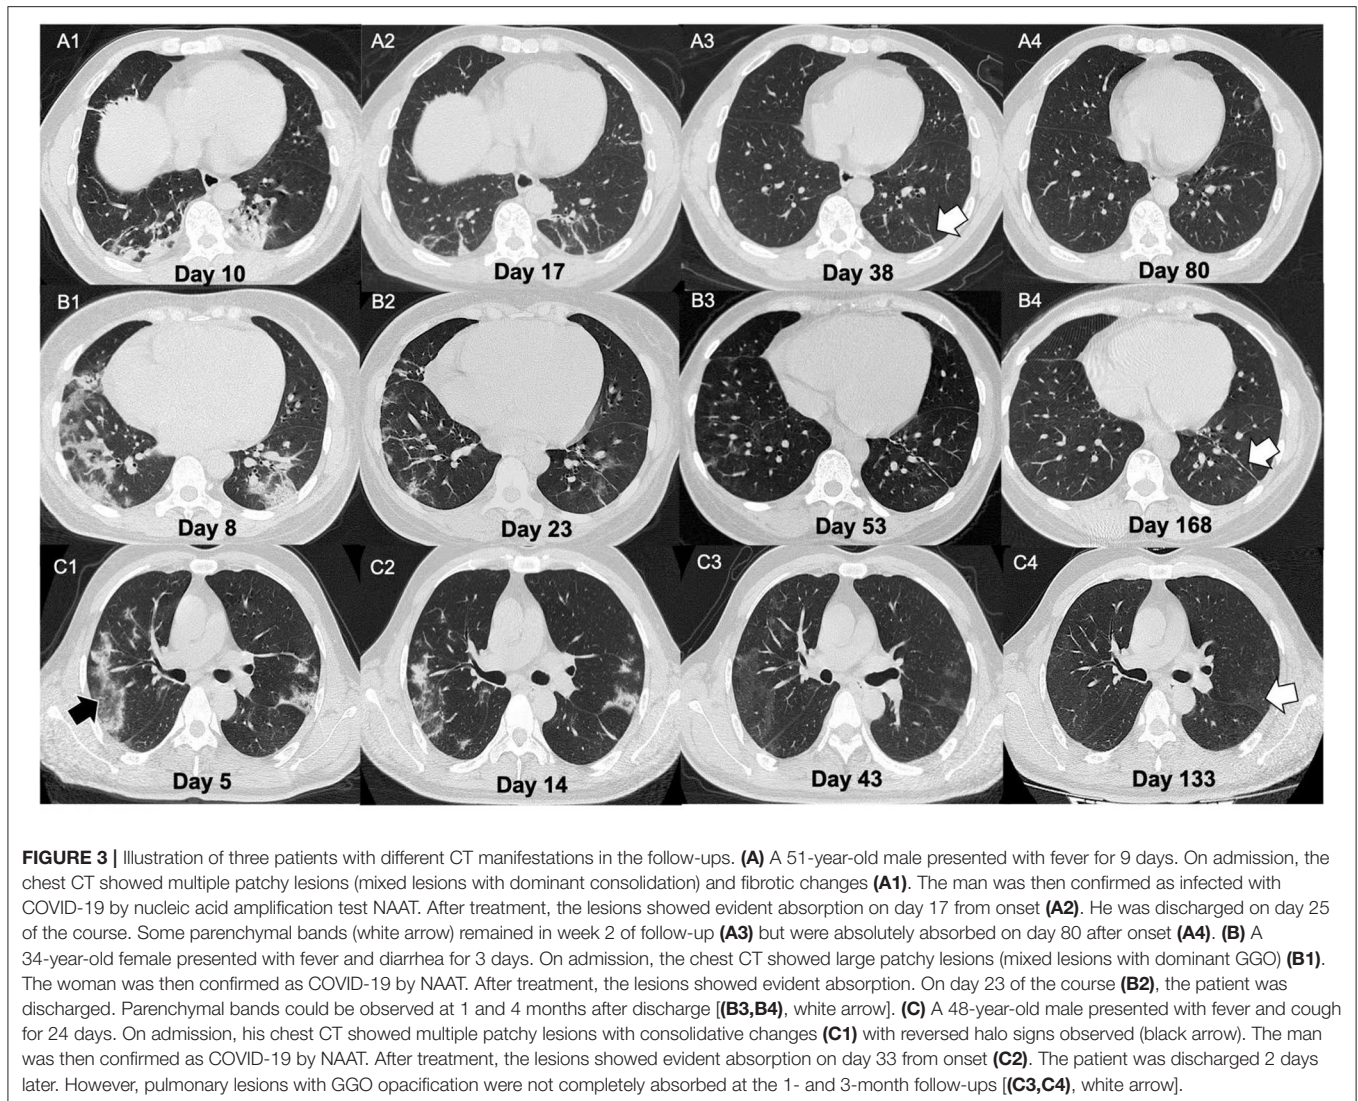 A1 A2 A3 A4
Day 10 Day 17 Day 38 Day 80
B1 B2 B3 B4
Day 8 Day 23 Day 53 Day 168
C1 C2 C3 C4
Day 5 Day 14 Day 43 Day 133
FIGURE 3 | Illustration of three patients with different CT manifestations in the follow-ups. (A) A 51-year-old male presented with fever for 9 days. On admission, the
chest CT showed multiple patchy lesions (mixed lesions with dominant consolidation) and fibrotic changes (A1). The man was then confirmed as infected with
COVID-19 by nucleic acid amplification test NAAT. After treatment, the lesions showed evident absorption on day 17 from onset (A2). He was discharged on day 25
of the course. Some parenchymal bands (white arrow) remained in week 2 of follow-up (A3) but were absolutely absorbed on day 80 after onset (A4). (B) A
34-year-old female presented with fever and diarrhea for 3 days. On admission, the chest CT showed large patchy lesions (mixed lesions with dominant GGO) (B1).
The woman was then confirmed as COVID-19 by NAAT. After treatment, the lesions showed evident absorption. On day 23 of the course (B2), the patient was
discharged. Parenchymal bands could be observed at 1 and 4 months after discharge [(B3,B4), white arrow]. (C) A 48-year-old male presented with fever and cough
for 24 days. On admission, his chest CT showed multiple patchy lesions with consolidative changes (C1) with reversed halo signs observed (black arrow). The man
was then confirmed as COVID-19 by NAAT. After treatment, the lesions showed evident absorption on day 33 from onset (C2). The patient was discharged 2 days
later. However, pulmonary lesions with GGO opacification were not completely absorbed at the 1- and 3-month follow-ups [(C3,C4), white arrow].